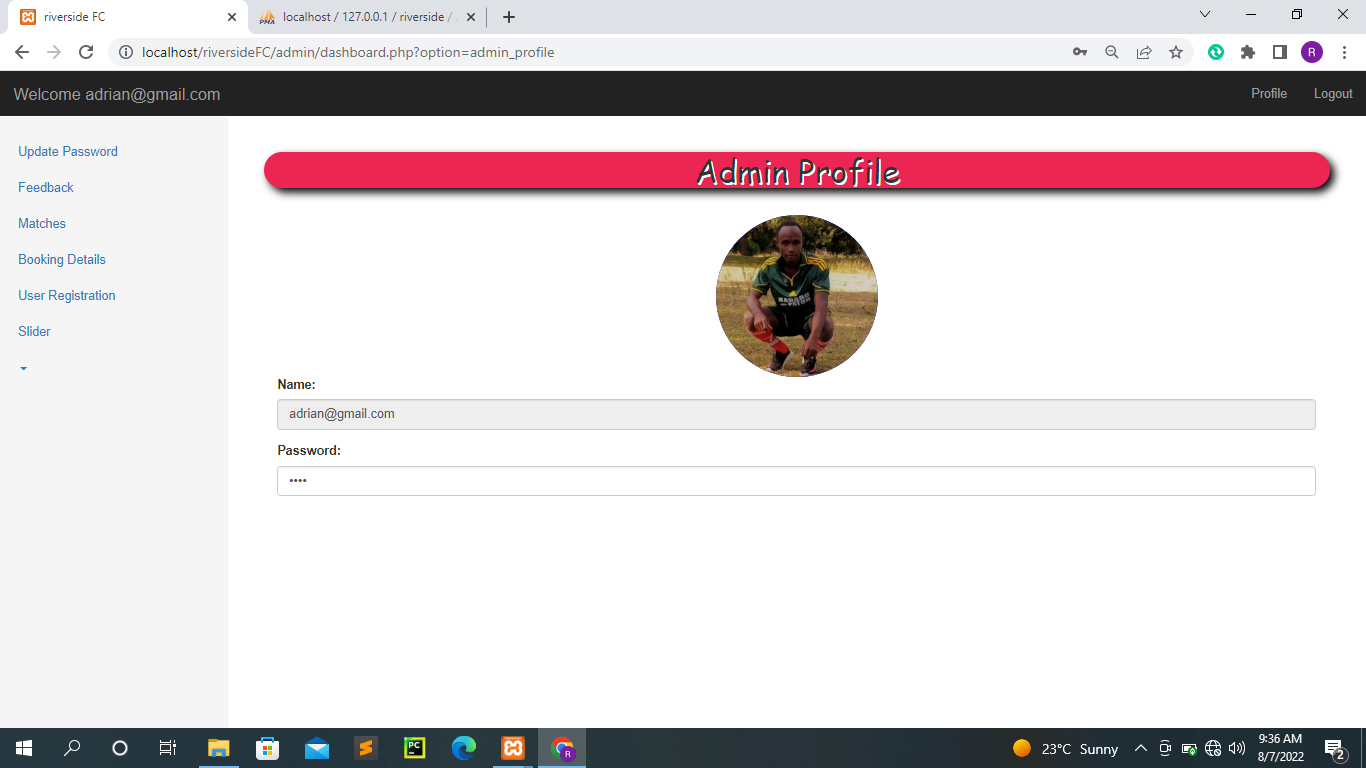 riverside FC
localhost / 127.0.0.1 / riverside /
localhost/riversideFC/admin/dashboard.php?option=admin_profile
R
Welcome adrian@gmail.com
Profile
Logout
Update Password
Feedback
Matches
Booking Details
User Registration
Slider
Admin Profile
Name:
adrian@gmail.com
Password:
••••
PC
R
23°C Sunny
9:36 AM
8/7/2022
2